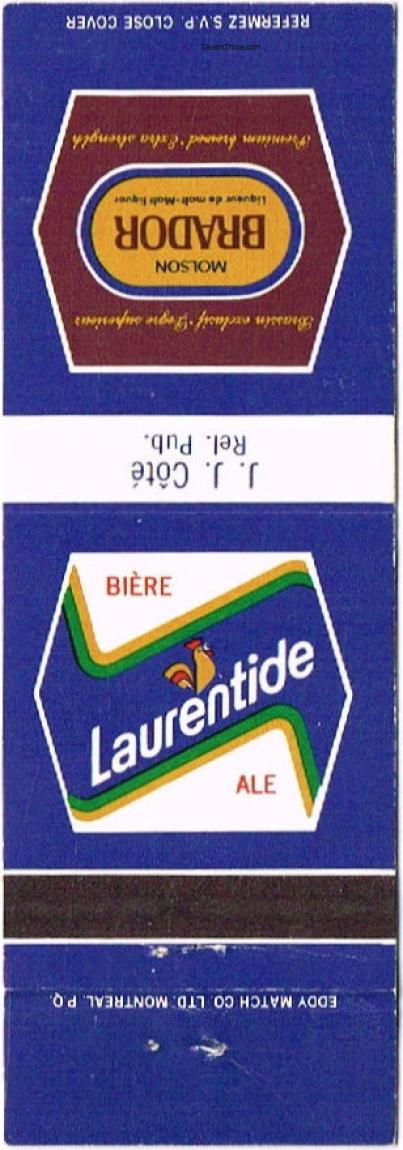 REFERMEZ S.V.P. CLOSE COVER
TavernTrove.com
Brassin exclusif•Degré supérieur
MOLSON
BRADOR
Liqueur de malt•Malt liquor
Premium brewed•Extra strength
J. J. Côté
Rel. Pub.
BIÈRE
Laurentide
ALE
EDDY MATCH CO. LTD. MONTREAL, P.Q.